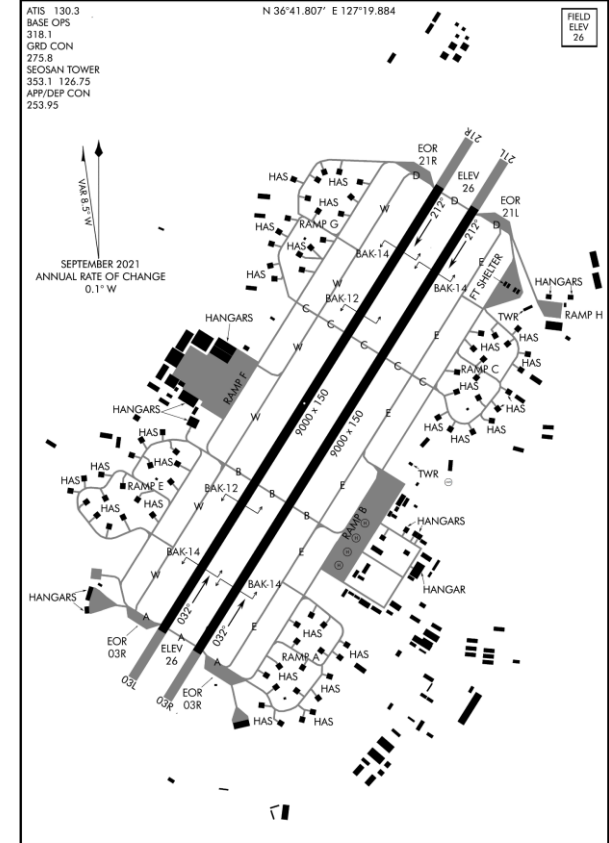 ATIS 130.3
BASE OPS
318.1
GRD CON
275.8
SEOSAN TOWER
353.1 126.75
APP/DEP CON
253.95
N 36°41.807' E 127°19.884
FIELD
ELEV
26
VAR 8.5° W
SEPTEMBER 2021
ANNUAL RATE OF CHANGE
0.1° W
EOR
21R
21R
21L
ELEV
26
EOR
21L
D
D
D
HAS
HAS
HAS
HAS
RAMP G
HAS
HAS
W
212°
212°
BAK-14
BAK-14
E
FT SHELTER
HANGARS
RAMP H
TWR
W
BAK-12
C
C
C
C
C
E
HAS
HAS
RAMP C
HAS
HAS
HAS
HAS
HAS
HANGARS
RAMP F
W
W
HANGARS
9000 x 150
9000 x 150
E
HAS
HAS
HAS
HAS
RAMP E
HAS
HAS
BAK-12
B
B
B
B
W
E
TWR
RAMP B
H
H
H
H
HANGARS
HANGAR
E
BAK-14
BAK-14
W
HANGARS
A
A
A
032°
032°
E
EOR
03R
ELEV
26
EOR
03R
03L
03R
HAS
HAS
RAMP A
HAS
HAS
HAS
HAS